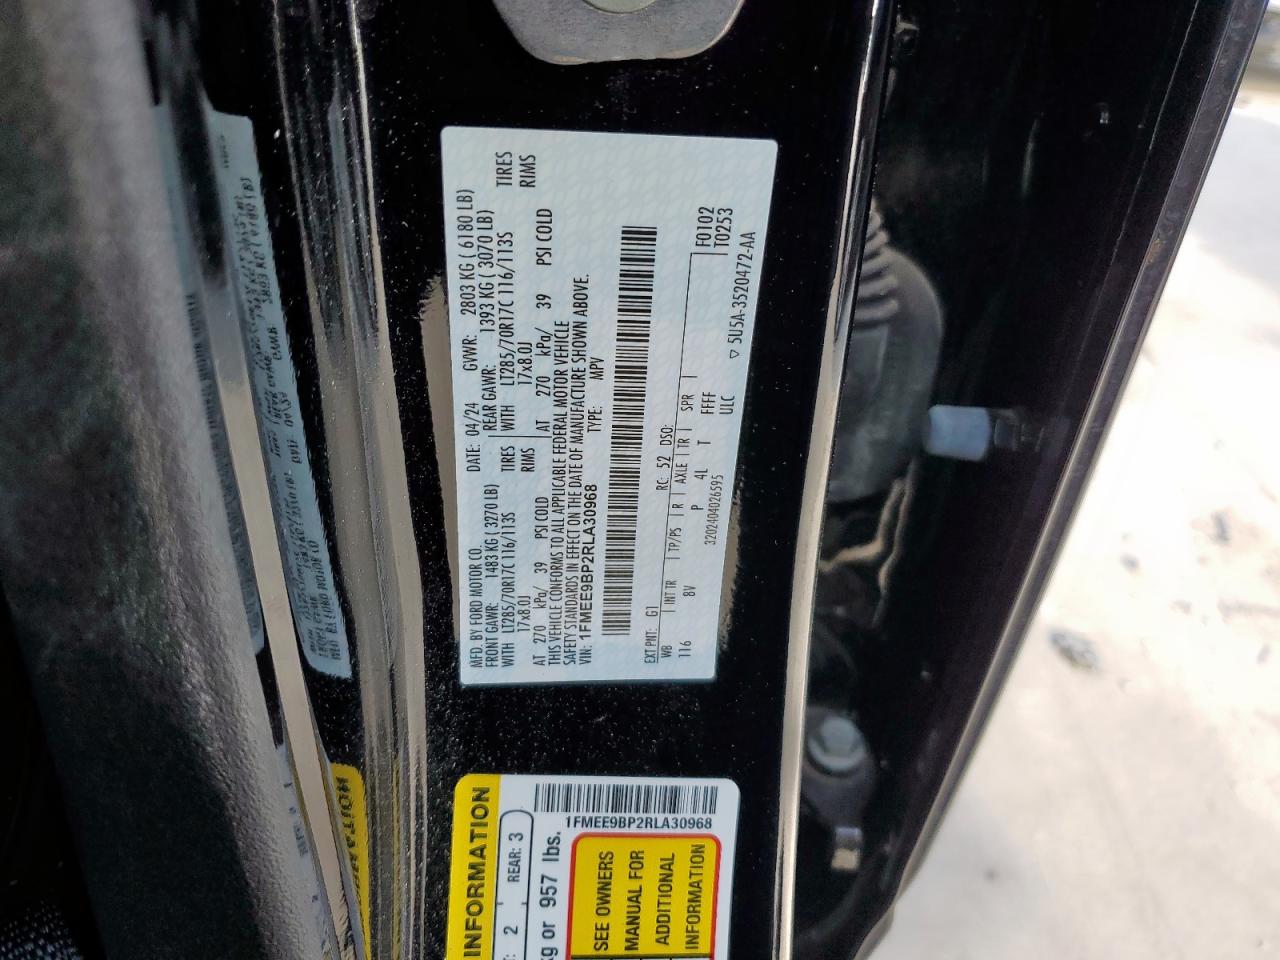 MFD. BY FORD MOTOR CO.
DATE: 04/24 GVWR: 2803 KG ( 6180 LB)
FRONT GAWR: 1483 KG ( 3270 LB) REAR GAWR: 1393 KG ( 3070 LB)
WITH LT285/70R17C 116/113S TIRES WITH LT285/70R17C 116/113S TIRES
17x8.0J RIMS 17x8.0J RIMS
AT 270 kPa/ 39 PSI COLD AT 270 kPa/ 39 PSI COLD
THIS VEHICLE CONFORMS TO ALL APPLICABLE FEDERAL MOTOR VEHICLE
SAFETY STANDARDS IN EFFECT ON THE DATE OF MANUFACTURE SHOWN ABOVE.
VIN: 1FMEE9BP2RLA30968 TYPE: MPV
EXT PNT: G1 RC: 52 DSO: F0102
WB INT TR TP/PS R AXLE TR SPR T0253
116 8V P 4L T FFFF
3202404026595 ULC ▽ 5U5A-3520472-AA
INFORMATION
2 REAR: 3
kg or 957 lbs.
1FMEE9BP2RLA30968
SEE OWNERS
MANUAL FOR
ADDITIONAL
INFORMATION